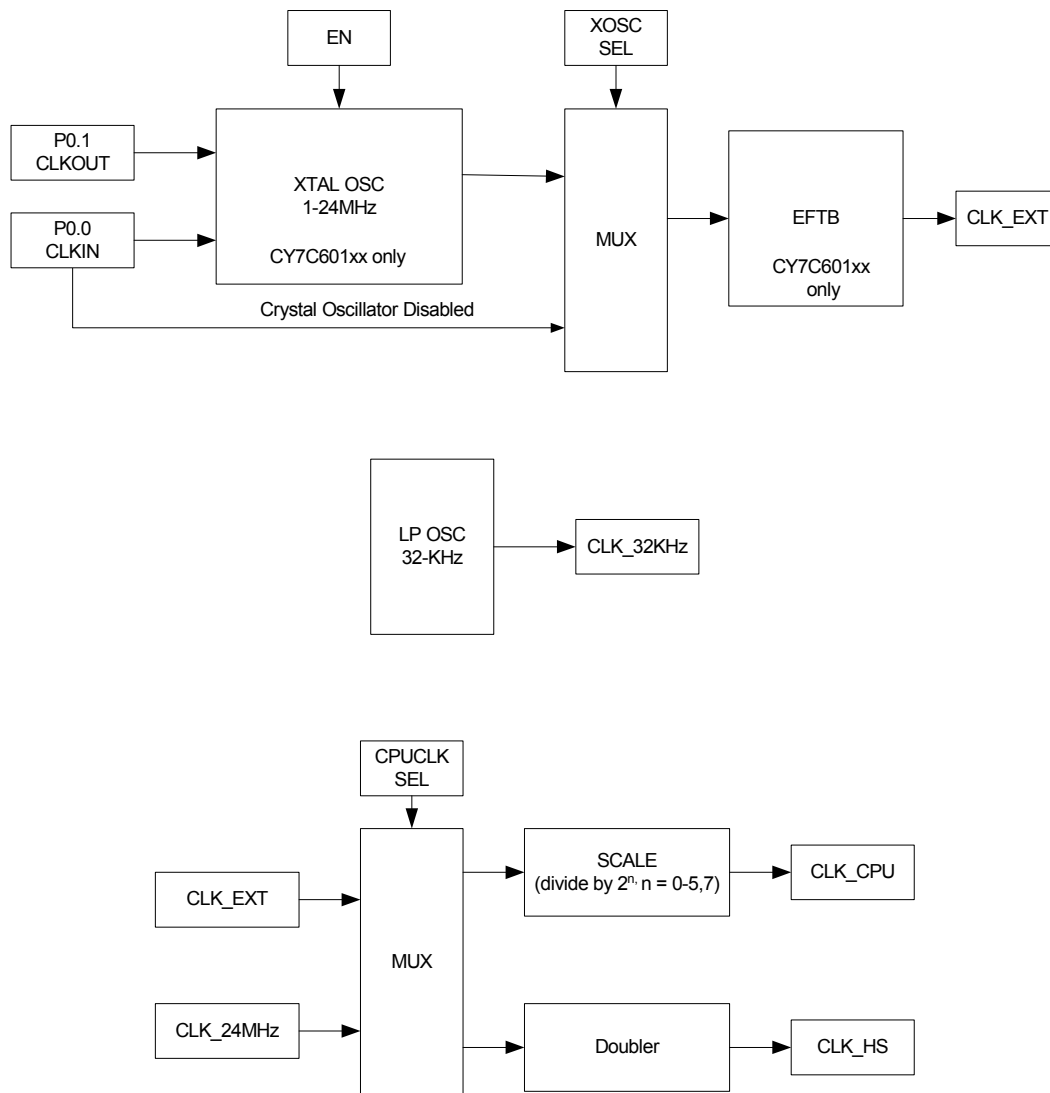 EN
XOSC
SEL
P0.1
CLKOUT
XTAL OSC
1-24MHz
CY7C601xx only
P0.0
CLKIN
Crystal Oscillator Disabled
MUX
EFTB
CY7C601xx
only
CLK_EXT
LP OSC
32-KHz
CLK_32KHz
CPUCLK
SEL
CLK_EXT
CLK_24MHz
MUX
SCALE
(divide by 2ⁿ, n = 0-5,7)
CLK_CPU
Doubler
CLK_HS